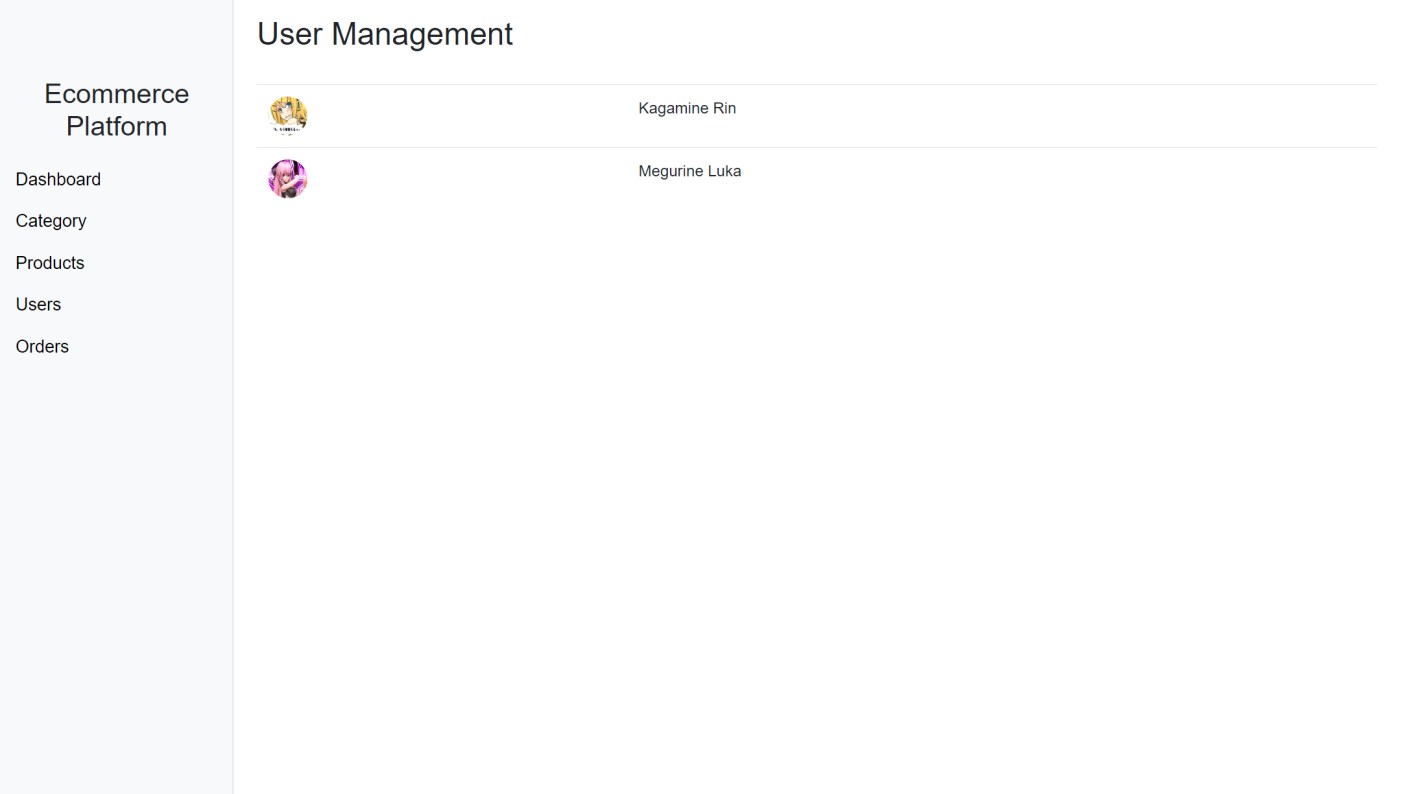 User Management
Ecommerce
Platform
Dashboard
Category
Products
Users
Orders
Kagamine Rin
Megurine Luka